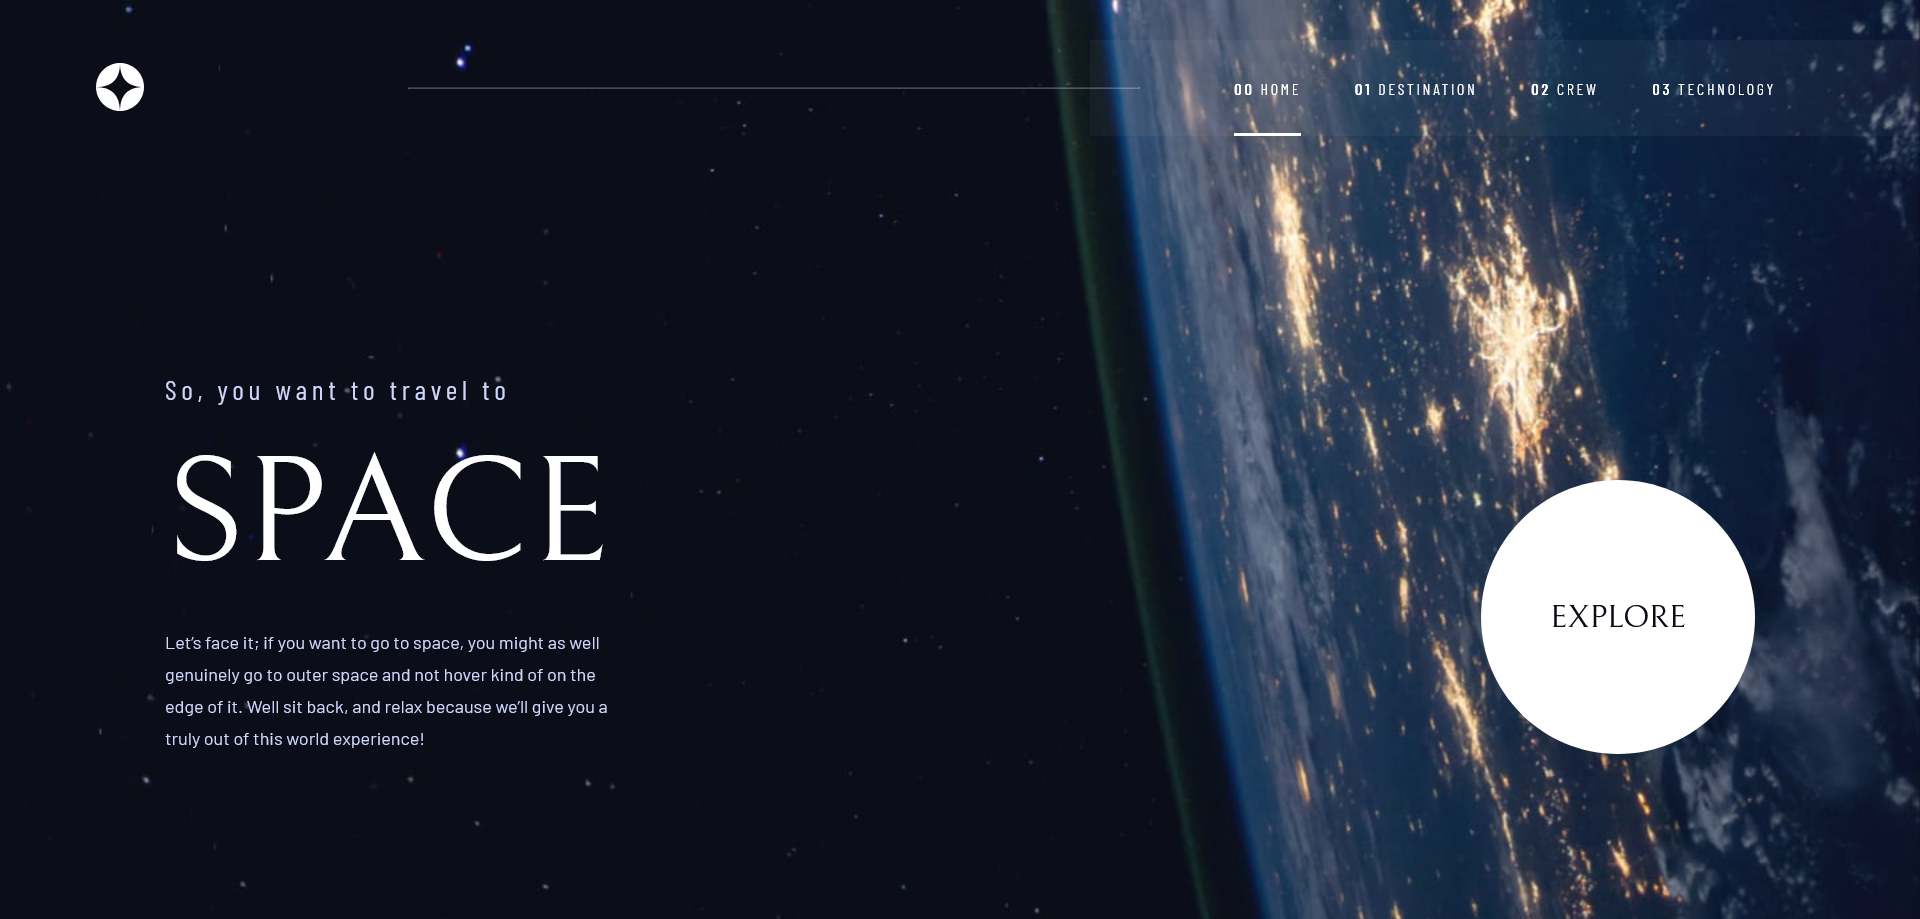 00 HOME 01 DESTINATION 02 CREW 03 TECHNOLOGY
So, you want to travel to
SPACE
Let’s face it; if you want to go to space, you might as well
genuinely go to outer space and not hover kind of on the
edge of it. Well sit back, and relax because we’ll give you a
truly out of this world experience!
EXPLORE